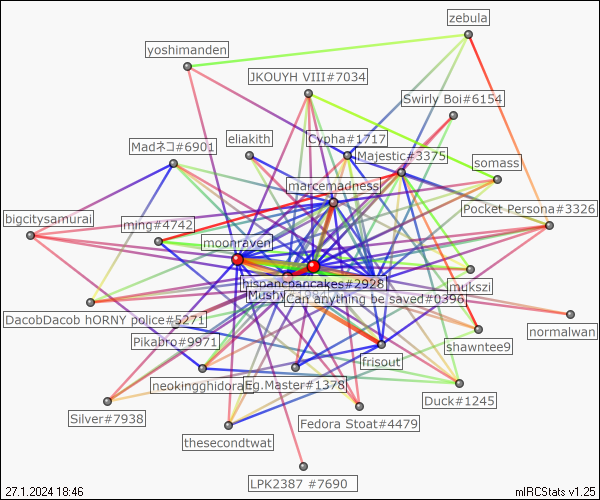 zebula
yoshimanden
JKOUYH VIII#7034
Swirly Boi#6154
Cypha#1717
eliakith
Madネコ#6901
Majestic#3375
somass
marcemadness
Pocket Persona#3326
bigcitysamurai
ming#4742
moonraven
hispancpancakes#2928
mukszi
Can anything be saved#0396
DacobDacob hORNY police#5271
normalwan
Pikabro#9971
shawntee9
frisout
neokingghidora
Eg.Master#1378
Duck#1245
Silver#7938
Fedora Stoat#4479
thesecondtwat
LPK2387 #7690
27.1.2024 18:46
mIRCStats v1.25